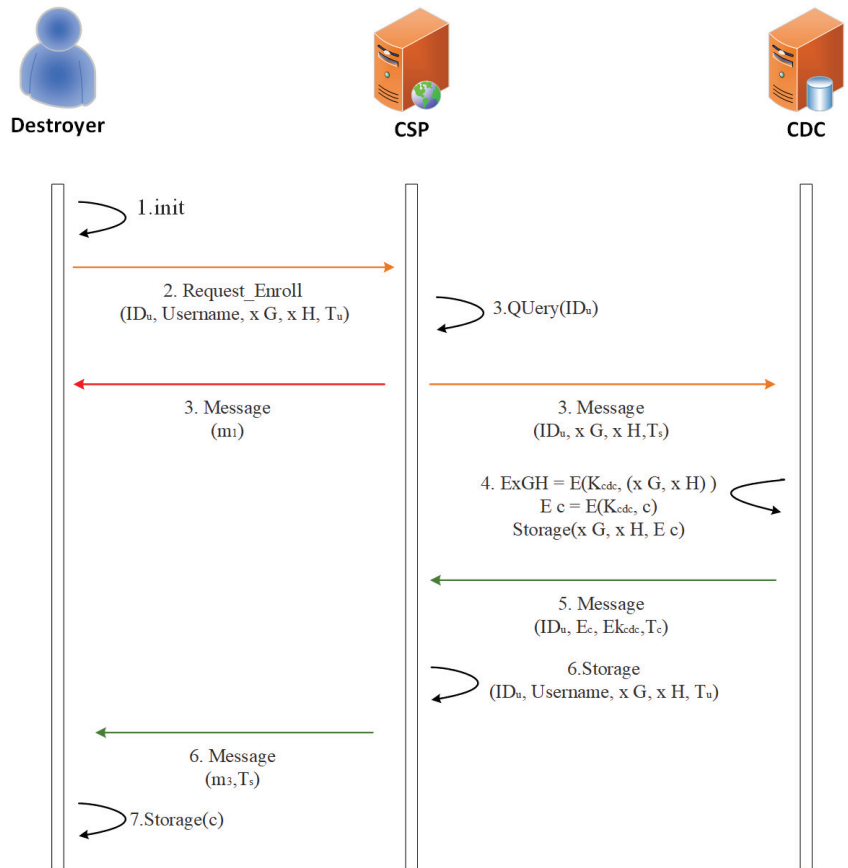 Destroyer
CSP
CDC
1.init
2. Request_Enroll
(IDu, Username, x G, x H, Tu)
3.QUery(IDu)
3. Message
(m1)
3. Message
(IDu, x G, x H,Ts)
4. ExGH = E(Kcdc, (x G, x H) )
E c = E(Kcdc, c)
Storage(x G, x H, E c)
5. Message
(IDu, Ec, Ekcdc,Tc)
6.Storage
(IDu, Username, x G, x H, Tu)
6. Message
(m3,Ts)
7.Storage(c)